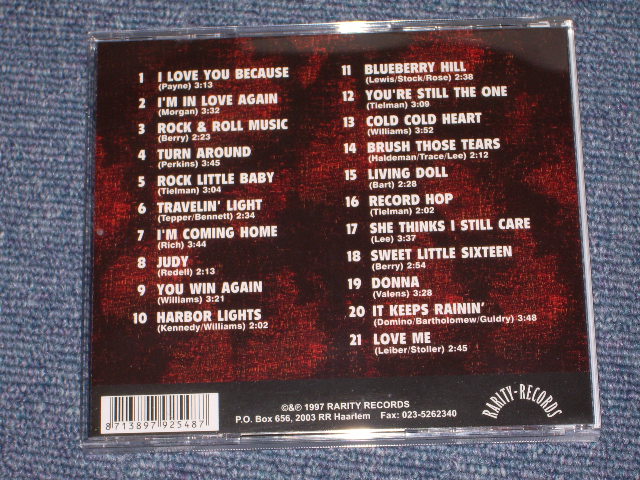 1 I LOVE YOU BECAUSE
(Payne) 3:13
2 I'M IN LOVE AGAIN
(Morgan) 3:32
3 ROCK & ROLL MUSIC
(Berry) 2:23
4 TURN AROUND
(Perkins) 3:45
5 ROCK LITTLE BABY
(Tielman) 3:04
6 TRAVELIN' LIGHT
(Tepper/Bennett) 2:34
7 I'M COMING HOME
(Rich) 3:44
8 JUDY
(Redell) 2:13
9 YOU WIN AGAIN
(Williams) 3:21
10 HARBOR LIGHTS
(Kennedy/Williams) 2:02
11 BLUEBERRY HILL
(Lewis/Stock/Rose) 2:38
12 YOU'RE STILL THE ONE
(Tielman) 3:09
13 COLD COLD HEART
(Williams) 3:52
14 BRUSH THOSE TEARS
(Haldeman/Trace/Lee) 2:12
15 LIVING DOLL
(Bart) 2:28
16 RECORD HOP
(Tielman) 2:02
17 SHE THINKS I STILL CARE
(Lee) 3:37
18 SWEET LITTLE SIXTEEN
(Berry) 2:54
19 DONNA
(Valens) 3:28
20 IT KEEPS RAININ'
(Domino/Bartholomew/Guldry) 3:48
21 LOVE ME
(Leiber/Stoller) 2:45
8 713897 925487
©&℗ 1997 RARITY RECORDS
P.O. Box 656, 2003 RR Haarlem Fax: 023-5262340
RARITY-RECORDS